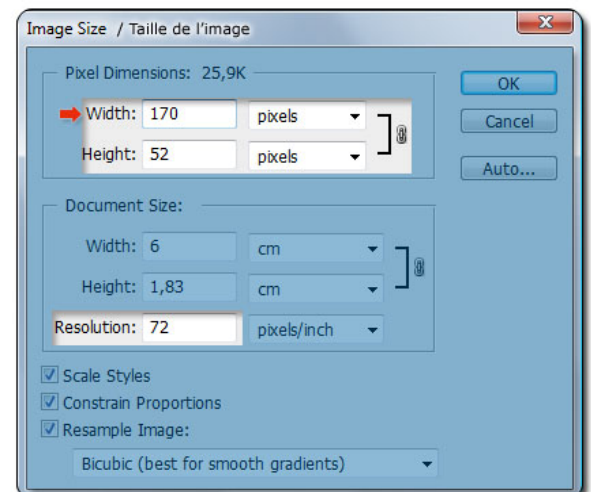 Image Size / Taille de l'image
Pixel Dimensions: 25,9K
Width: 170 pixels
Height: 52 pixels
OK
Cancel
Auto...
Document Size:
Width: 6 cm
Height: 1,83 cm
Resolution: 72 pixels/inch
Scale Styles
Constrain Proportions
Resample Image:
Bicubic (best for smooth gradients)